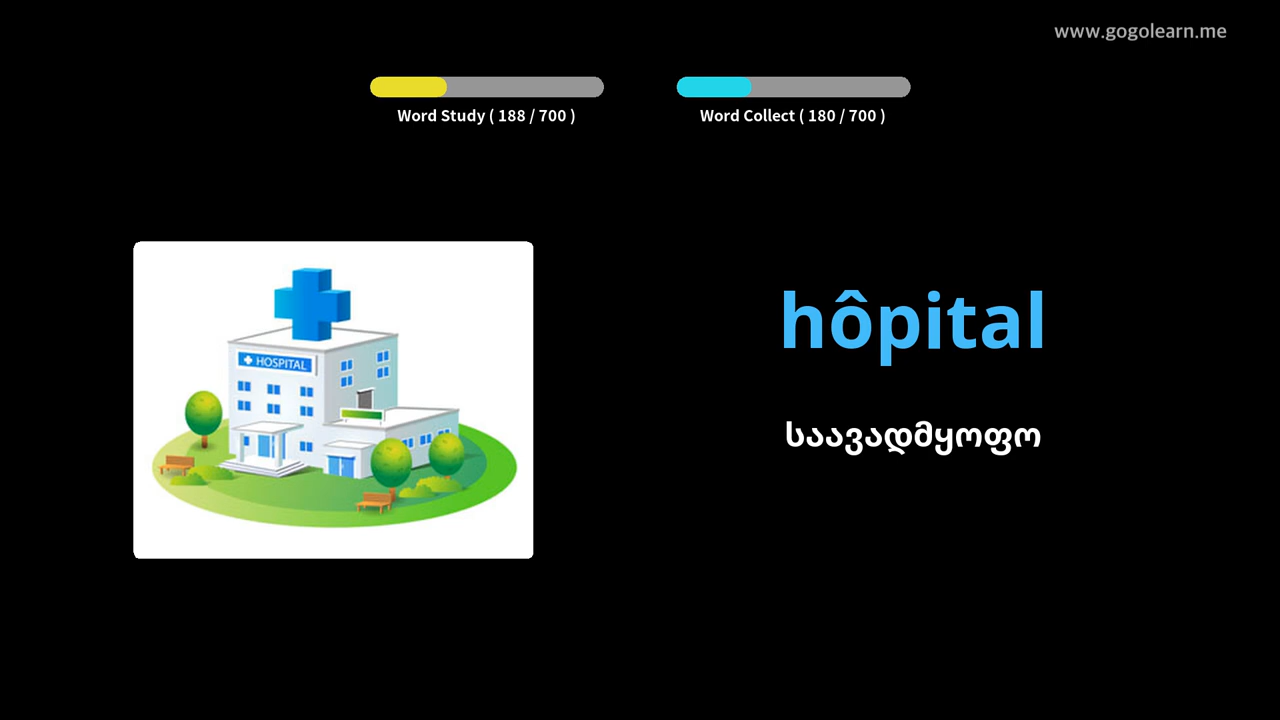 www.gogolearn.me
Word Study ( 188 / 700 )
Word Collect ( 180 / 700 )
HOSPITAL
hôpital
საავადმყოფო